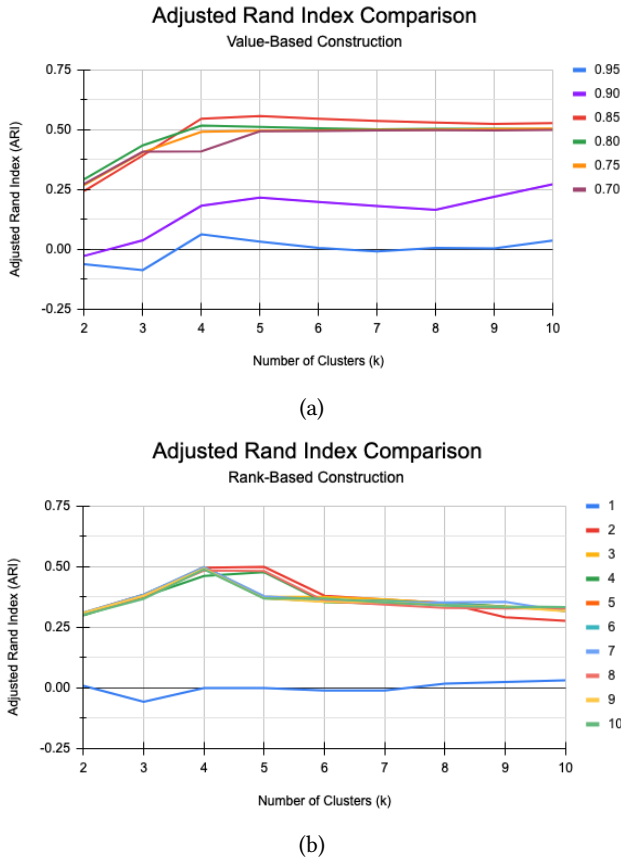 Adjusted Rand Index Comparison
Value-Based Construction
Adjusted Rand Index (ARI)
0.75
0.50
0.25
0.00
-0.25
2 3 4 5 6 7 8 9 10
Number of Clusters (k)
0.95
0.90
0.85
0.80
0.75
0.70
(a)
Adjusted Rand Index Comparison
Rank-Based Construction
Adjusted Rand Index (ARI)
0.75
0.50
0.25
0.00
-0.25
2 3 4 5 6 7 8 9 10
Number of Clusters (k)
1
2
3
4
5
6
7
8
9
10
(b)